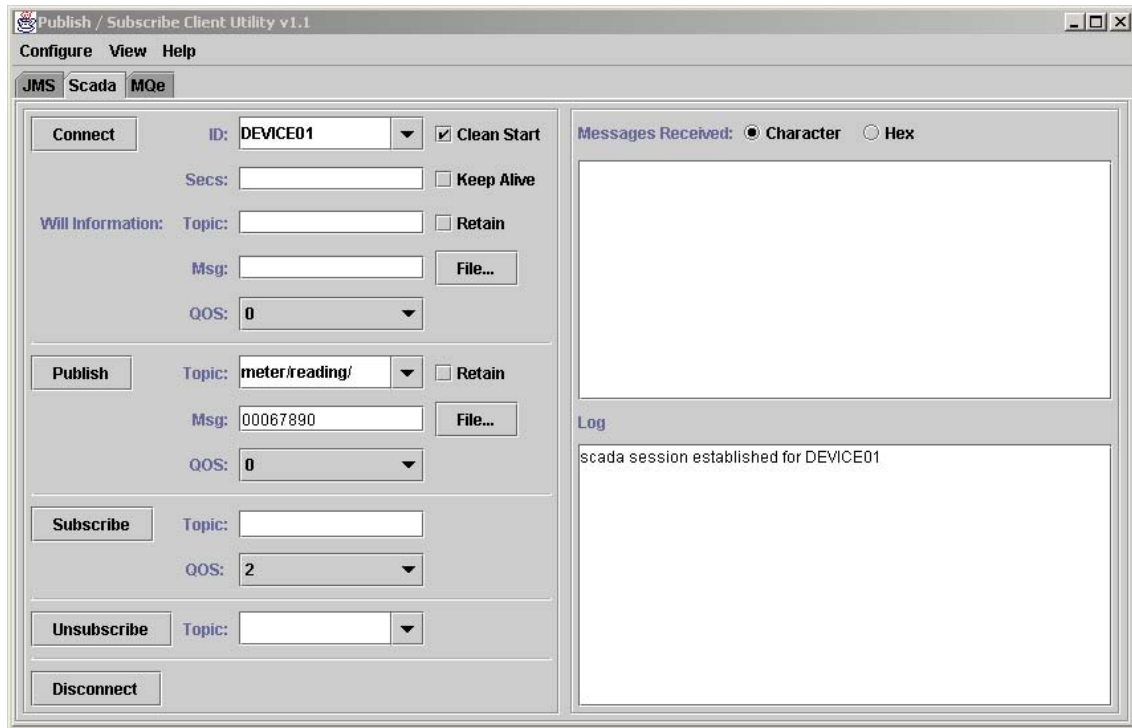 Publish / Subscribe Client Utility v1.1
Configure View Help
JMS Scada MQe
Connect ID: DEVICE01 Clean Start
Secs: Keep Alive
Will Information: Topic: Retain
Msg: File...
QOS: 0
Publish Topic: meter/reading/ Retain
Msg: 00067890 File...
QOS: 0
Subscribe Topic:
QOS: 2
Unsubscribe Topic:
Disconnect
Messages Received: Character Hex
Log
scada session established for DEVICE01